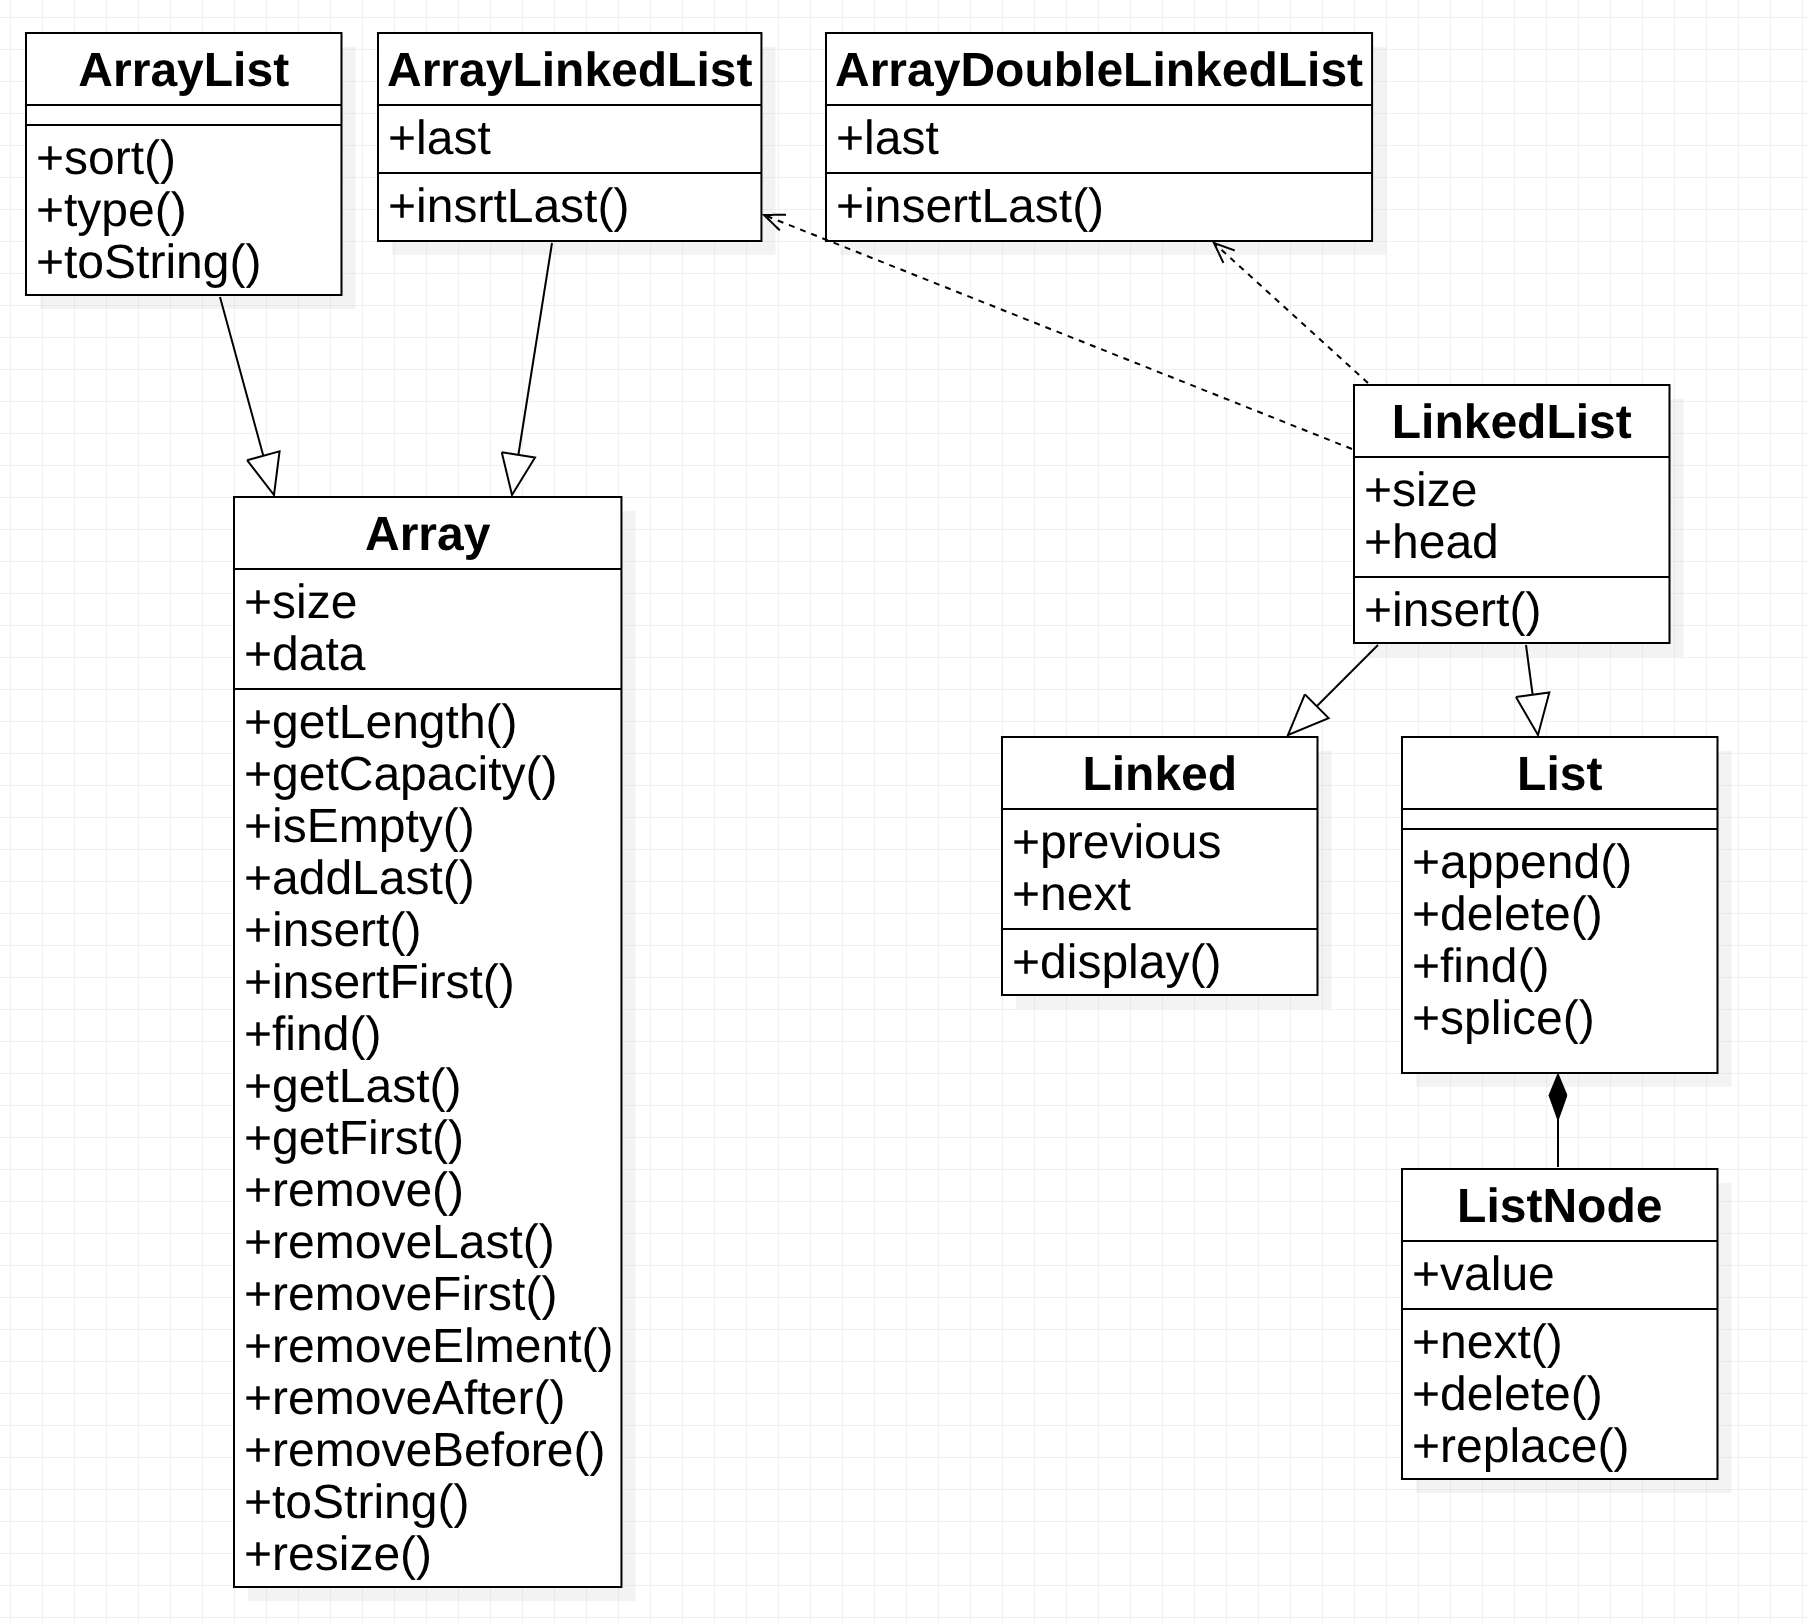 ArrayList
+sort()
+type()
+toString()
ArrayLinkedList
+last
+insrtLast()
ArrayDoubleLinkedList
+last
+insertLast()
LinkedList
+size
+head
+insert()
Array
+size
+data
+getLength()
+getCapacity()
+isEmpty()
+addLast()
+insert()
+insertFirst()
+find()
+getLast()
+getFirst()
+remove()
+removeLast()
+removeFirst()
+removeElment()
+removeAfter()
+removeBefore()
+toString()
+resize()
Linked
+previous
+next
+display()
List
+append()
+delete()
+find()
+splice()
ListNode
+value
+next()
+delete()
+replace()